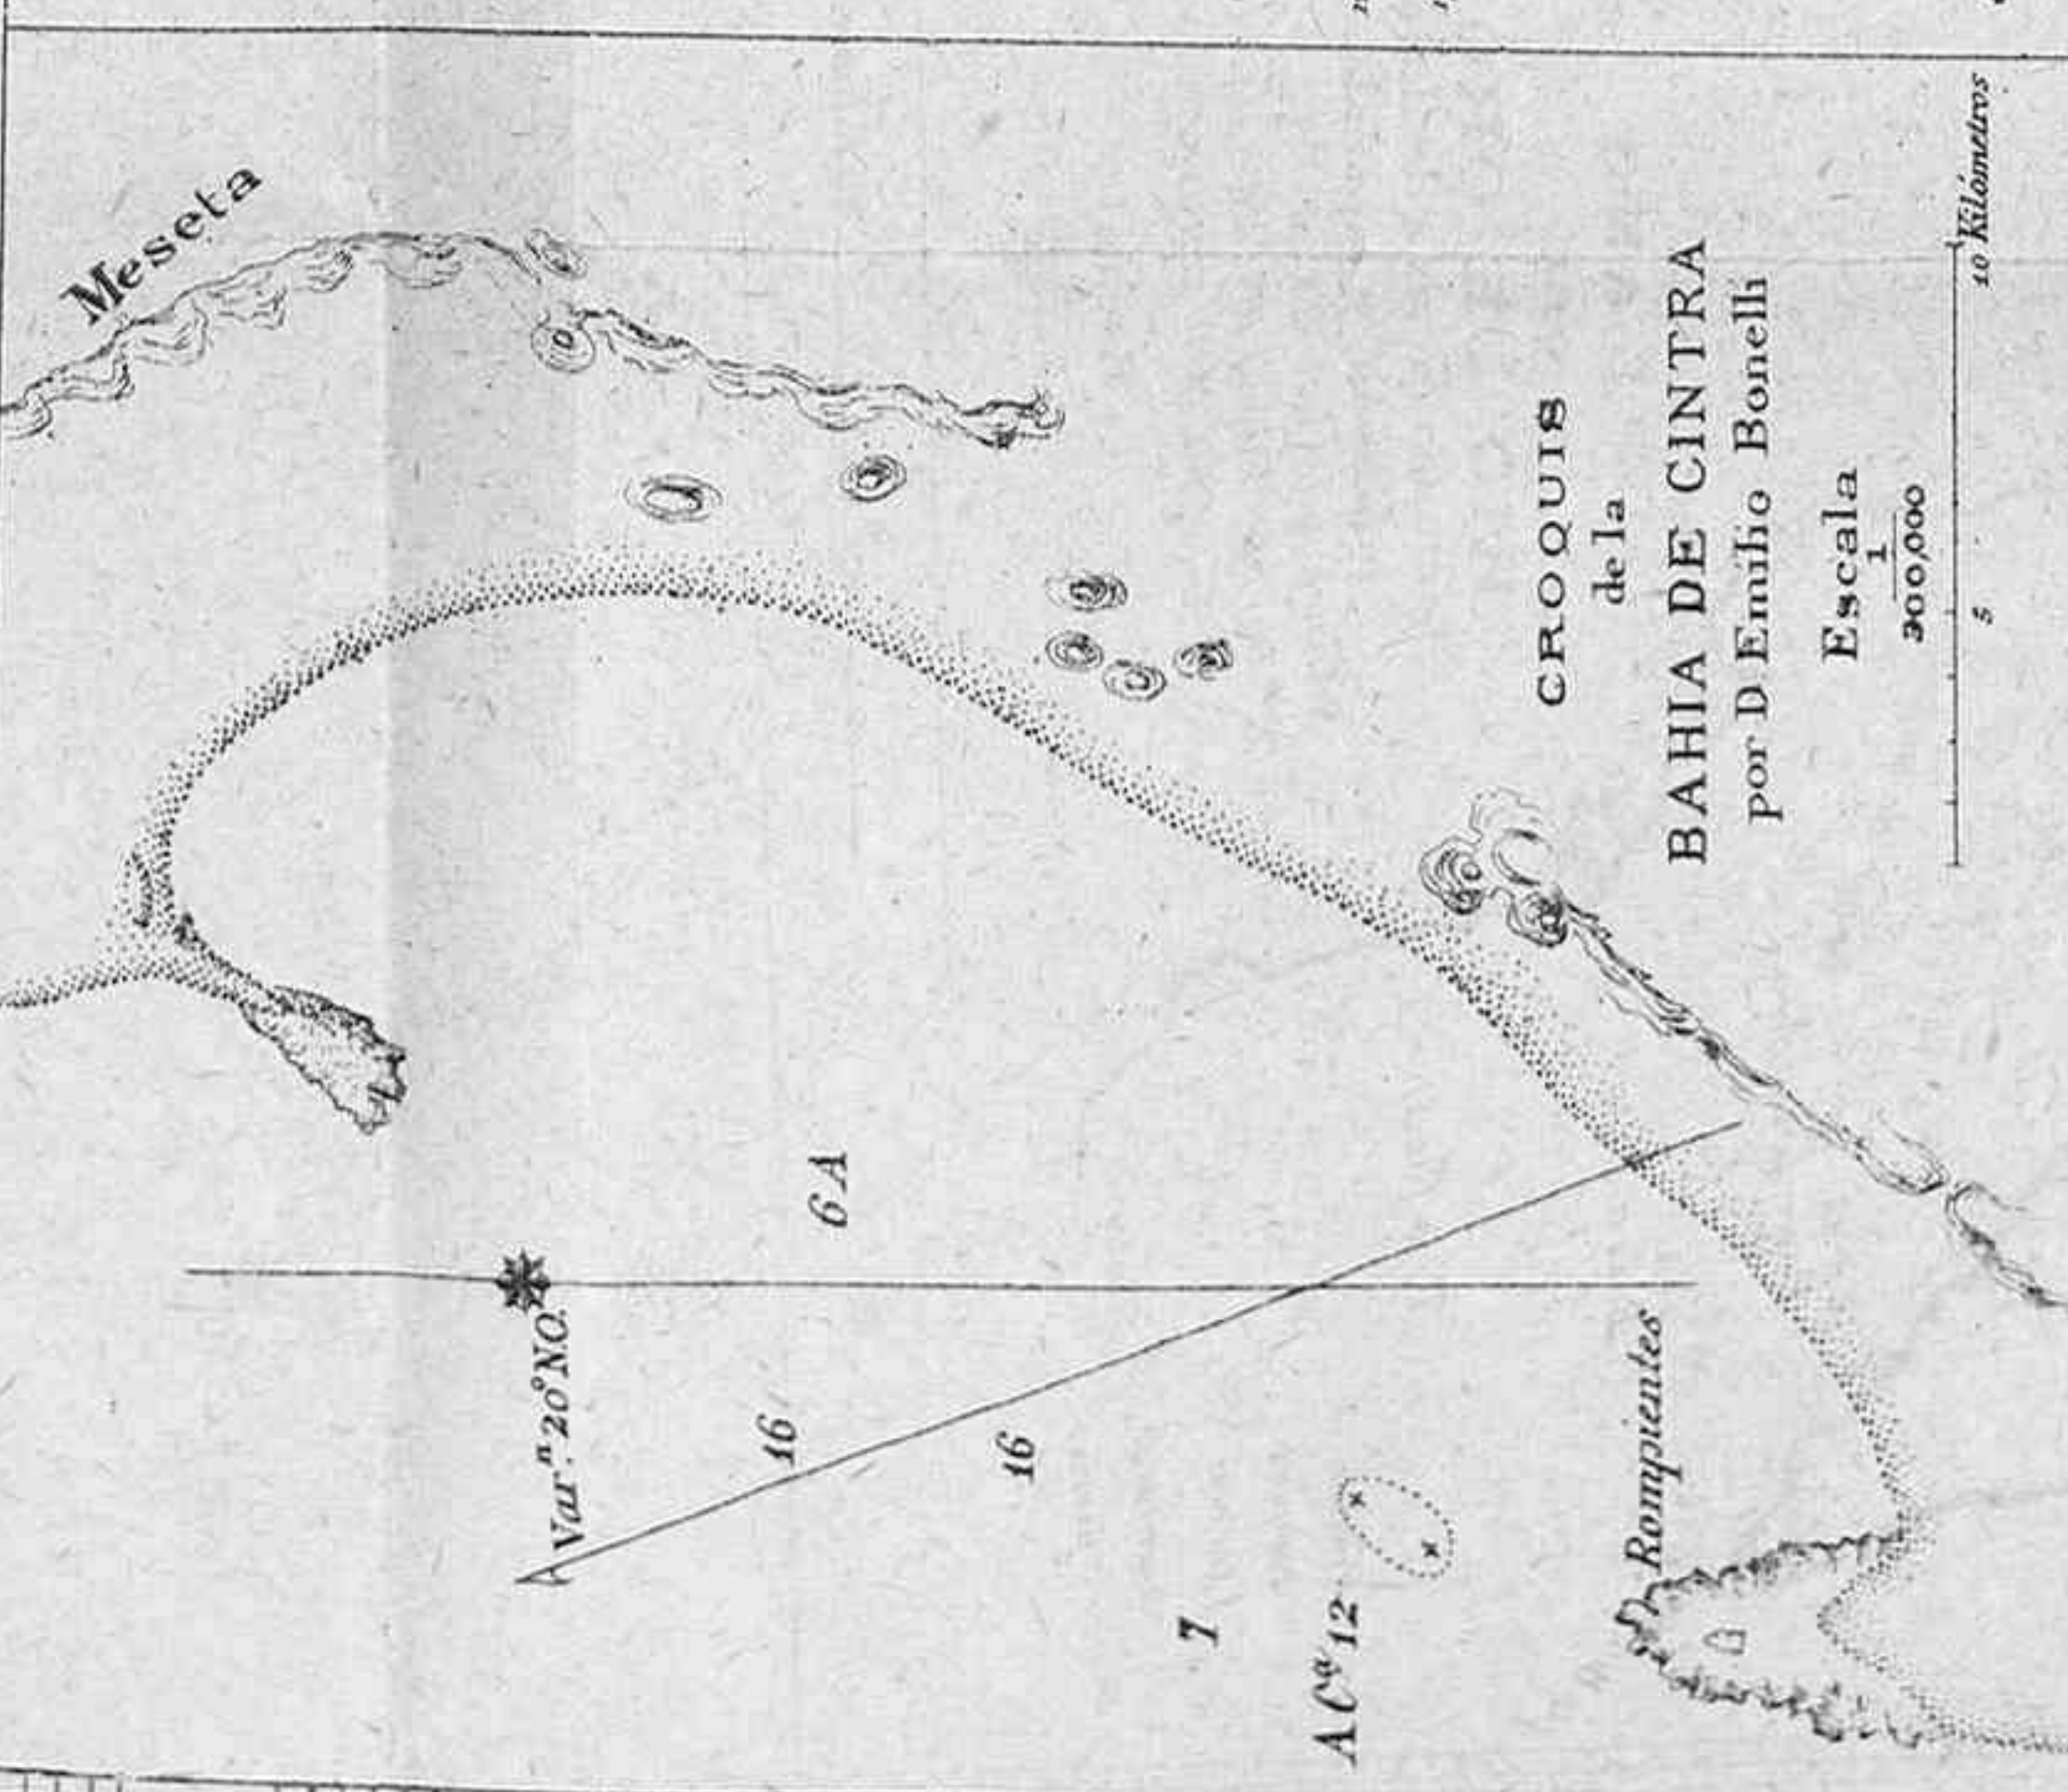 Meseta
CROQUIS
de la
BAHIA DE CINTRA
por D Emilio Bonelli
Escala
1
300,000
5
10 Kilómetros
6 A
Var.ⁿ 20° NO.
16
16
7
A Cᵃ 12
Rompientes